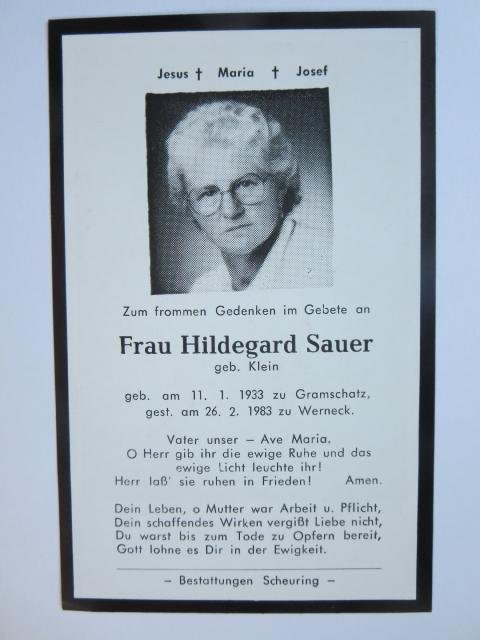 Jesus † Maria † Josef
Zum frommen Gedenken im Gebete an
Frau Hildegard Sauer
geb. Klein
geb. am 11. 1. 1933 zu Gramschatz,
gest. am 26. 2. 1983 zu Werneck.
Vater unser – Ave Maria.
O Herr gib ihr die ewige Ruhe und das
ewige Licht leuchte ihr!
Herr laß' sie ruhen in Frieden! Amen.
Dein Leben, o Mutter war Arbeit u. Pflicht,
Dein schaffendes Wirken vergißt Liebe nicht,
Du warst bis zum Tode zu Opfern bereit,
Gott lohne es Dir in der Ewigkeit.
– Bestattungen Scheuring –